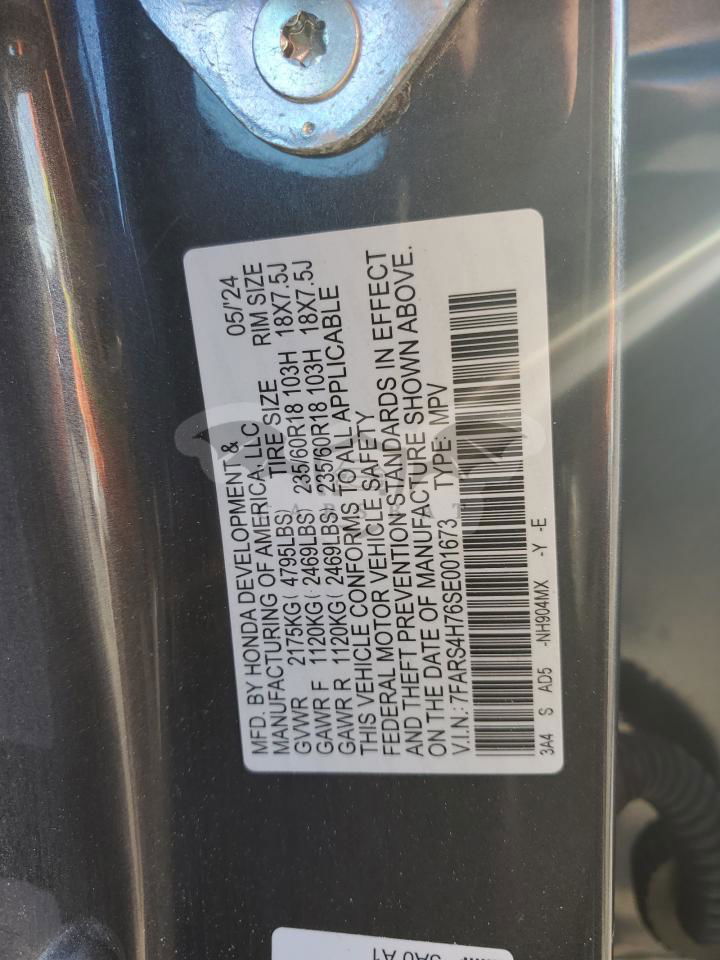 MFD. BY HONDA DEVELOPMENT & 05/'24
MANUFACTURING OF AMERICA, LLC TIRE SIZE RIM SIZE
GVWR 2175KG( 4795LBS)
GAWR F 1120KG( 2469LBS) 235/60R18 103H 18X7.5J
GAWR R 1120KG( 2469LBS) 235/60R18 103H 18X7.5J
THIS VEHICLE CONFORMS TO ALL APPLICABLE
FEDERAL MOTOR VEHICLE SAFETY
AND THEFT PREVENTION STANDARDS IN EFFECT
ON THE DATE OF MANUFACTURE SHOWN ABOVE.
V.I.N.: 7FARS4H76SE001673 TYPE: MPV
3A4 S AD5 -NH904MX -Y -E